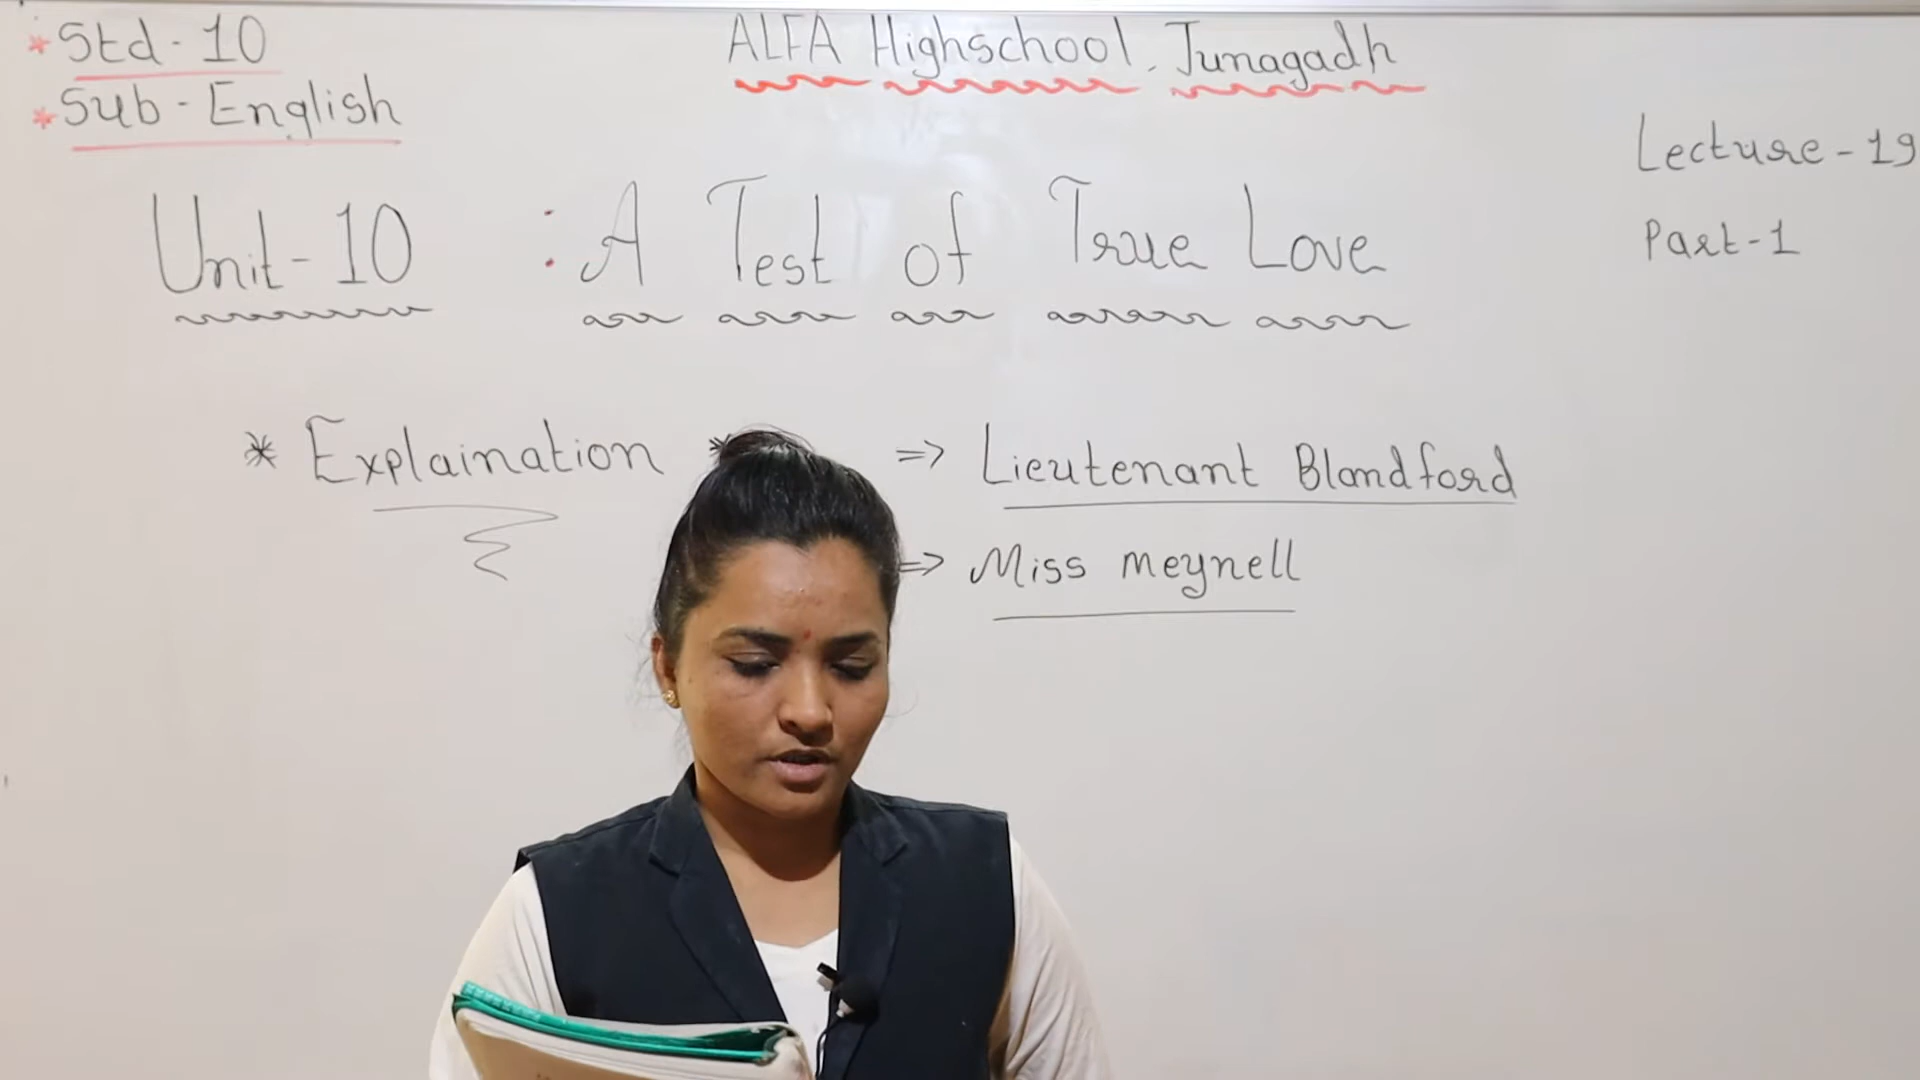 * Std - 10
ALFA Highschool, Junagadh
* Sub - English
Lecture - 19
Part - 1
Unit - 10 : A Test of True Love
* Explaination *
=> Lieutenant Blandford
=> Miss meynell